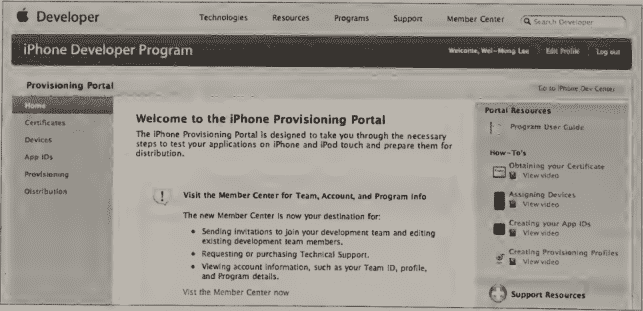 Developer
Technologies Resources Programs Support Member Center Search Developer
iPhone Developer Program
Welcome, Wei-Meng Lee Edit Profile Log out
Provisioning Portal
Go to iPhone Dev Center
Home
Certificates
Devices
App IDs
Provisioning
Distribution
Welcome to the iPhone Provisioning Portal
The iPhone Provisioning Portal is designed to take you through the necessary
steps to test your applications on iPhone and iPod touch and prepare them for
distribution.
Visit the Member Center for Team, Account, and Program Info
The new Member Center is now your destination for:
• Sending invitations to join your development team and editing
existing development team members.
• Requesting or purchasing Technical Support.
• Viewing account information, such as your Team ID, profile,
and Program details.
Visit the Member Center now
Portal Resources
Program User Guide
How-To's
Obtaining your Certificate
View video
Assigning Devices
View video
Creating your App IDs
View video
Creating Provisioning Profiles
View video
Support Resources